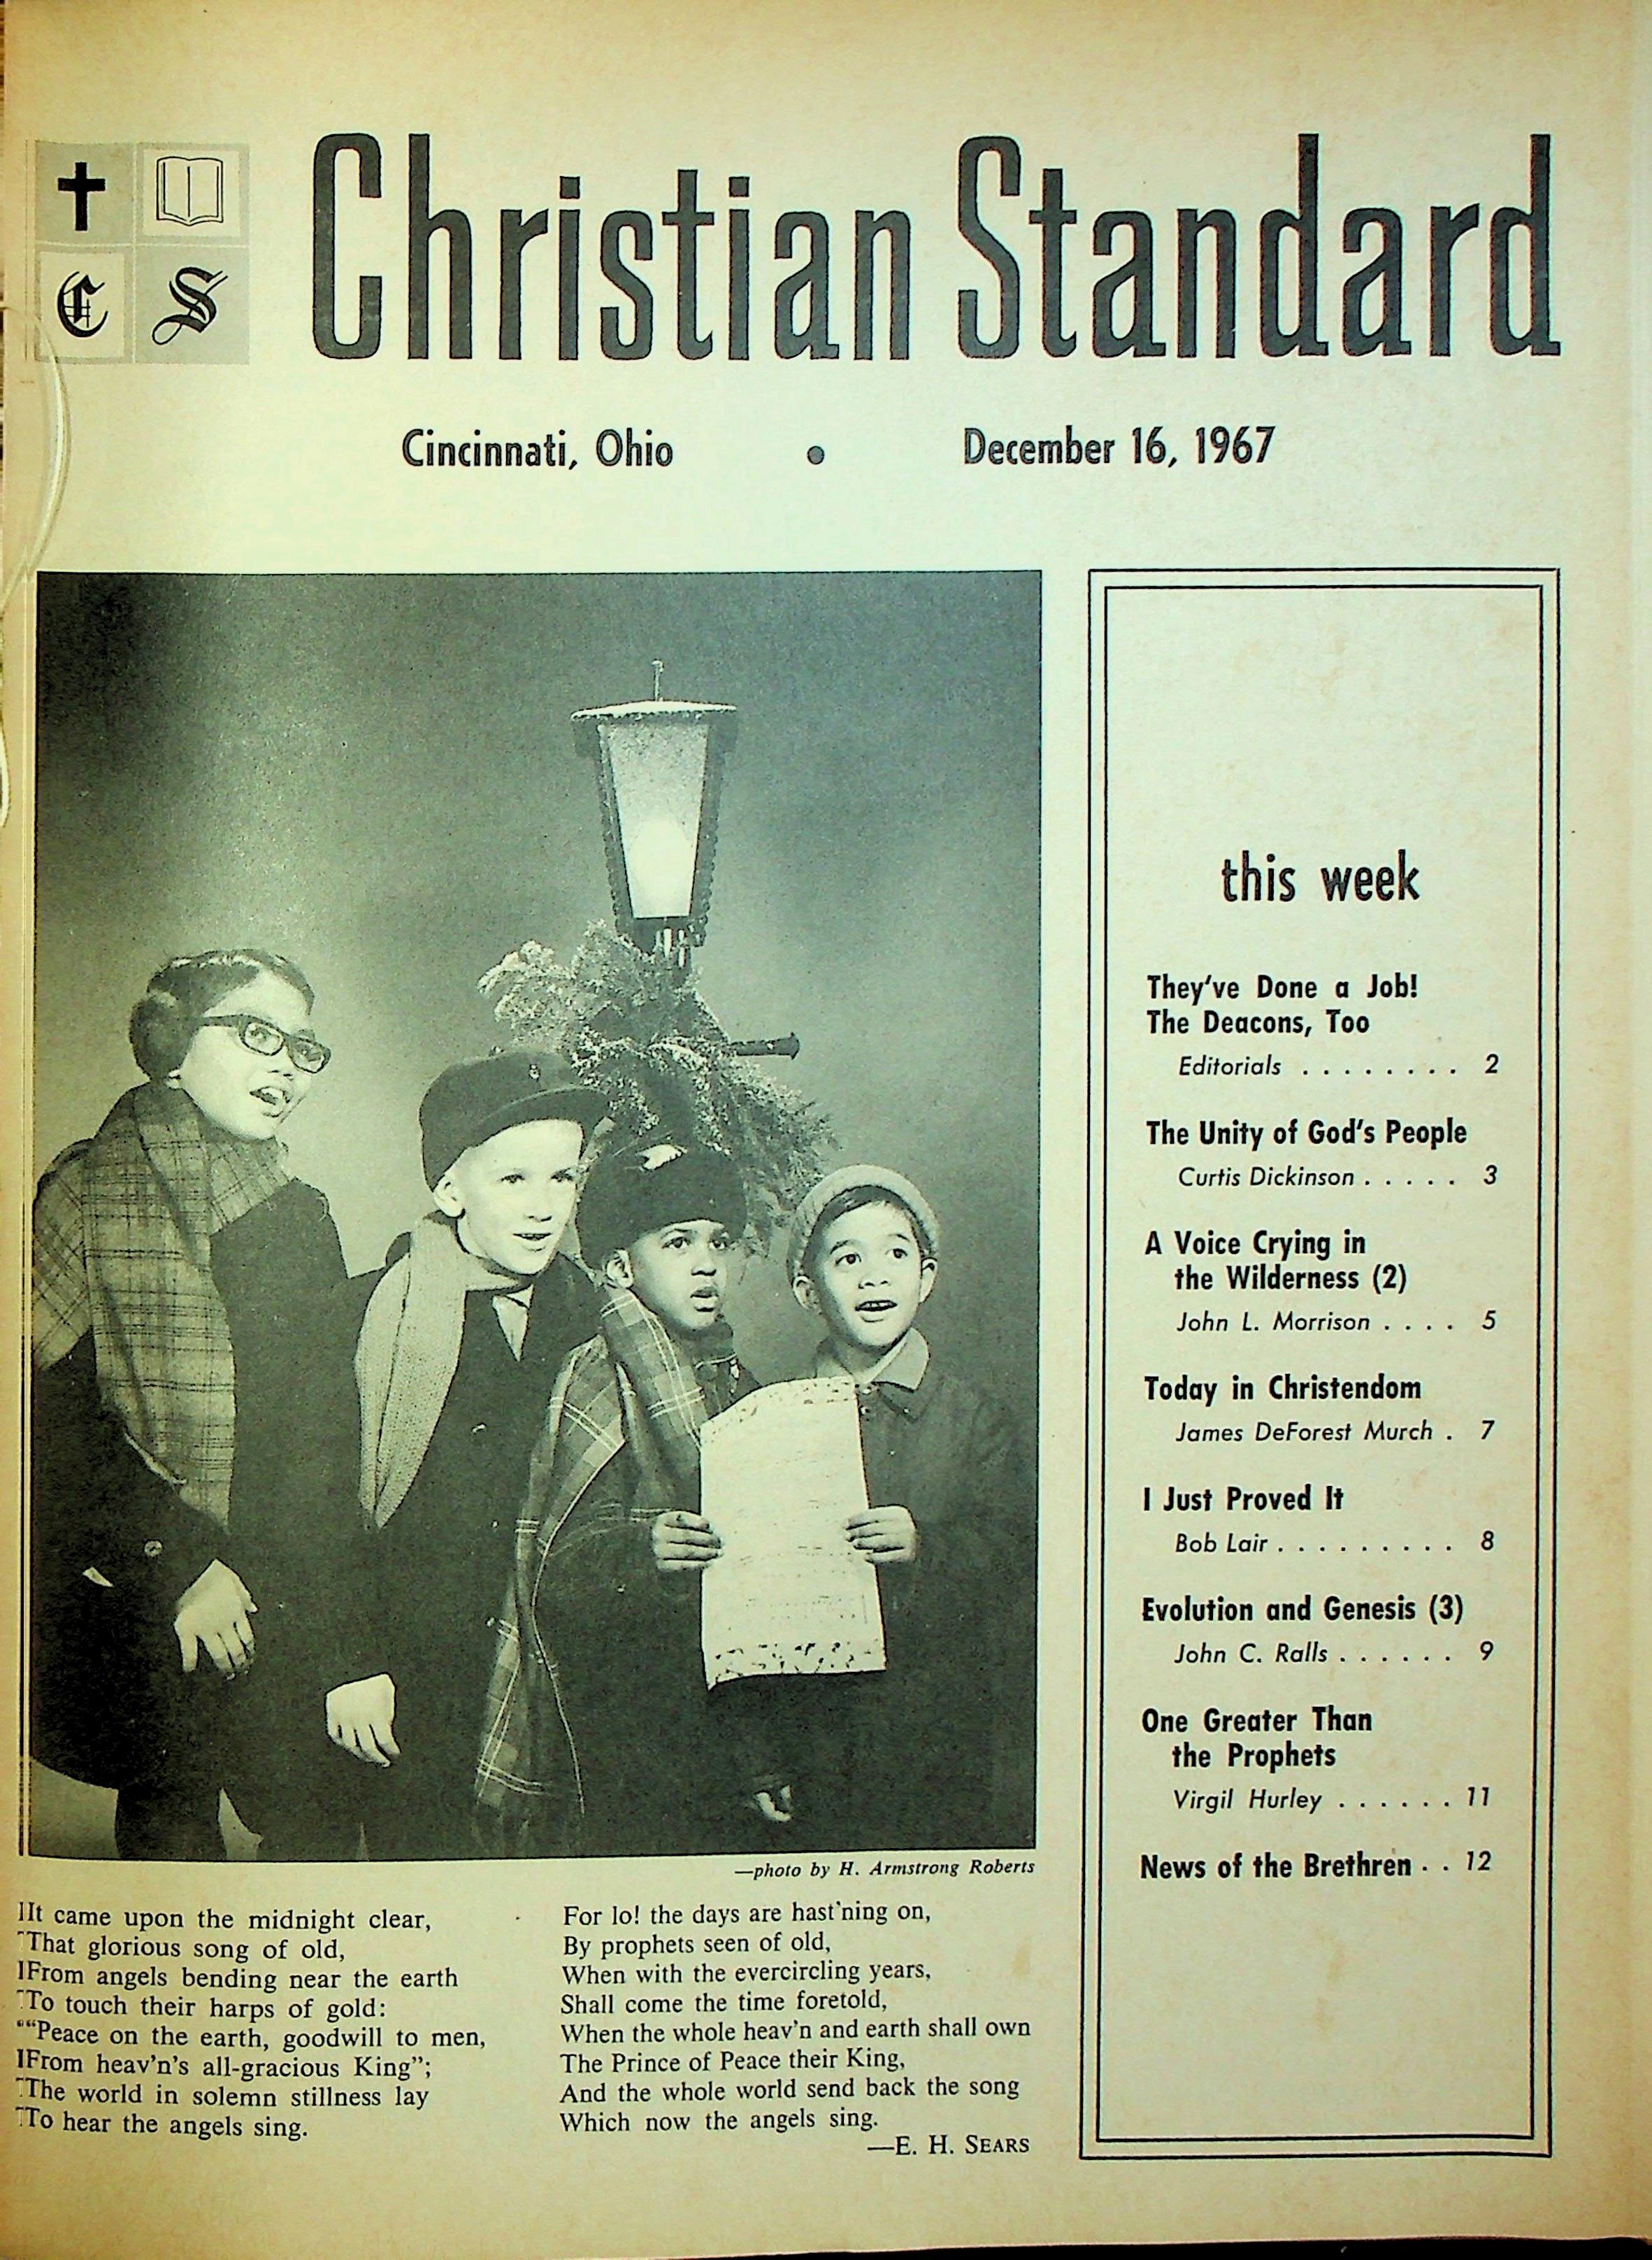 C S
Christian Standard
Cincinnati, Ohio • December 16, 1967
—photo by H. Armstrong Roberts
It came upon the midnight clear,
That glorious song of old,
From angels bending near the earth
To touch their harps of gold:
“Peace on the earth, goodwill to men,
From heav'n's all-gracious King”;
The world in solemn stillness lay
To hear the angels sing.
For lo! the days are hast'ning on,
By prophets seen of old,
When with the evercircling years,
Shall come the time foretold,
When the whole heav'n and earth shall own
The Prince of Peace their King,
And the whole world send back the song
Which now the angels sing.
—E. H. SEARS
this week
They've Done a Job!
The Deacons, Too
Editorials . . . . . . . . 2
The Unity of God's People
Curtis Dickinson . . . . . 3
A Voice Crying in
the Wilderness (2)
John L. Morrison . . . . 5
Today in Christendom
James DeForest Murch . 7
I Just Proved It
Bob Lair . . . . . . . . . 8
Evolution and Genesis (3)
John C. Ralls . . . . . . 9
One Greater Than
the Prophets
Virgil Hurley . . . . . . 11
News of the Brethren . . 12